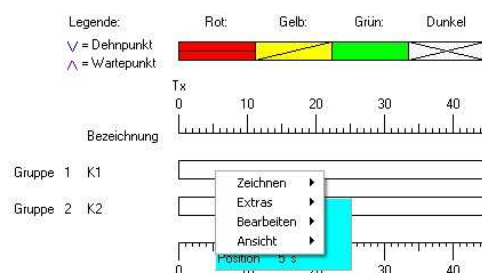 Legende: Rot: Gelb: Grün: Dunkel
V = Dehnpunkt
Λ = Wartepunkt
Tx
0 10 20 30 40
Bezeichnung
Gruppe 1 K1
Zeichnen
Extras
Gruppe 2 K2
Bearbeiten
Ansicht
Position 5 s
0 30 40